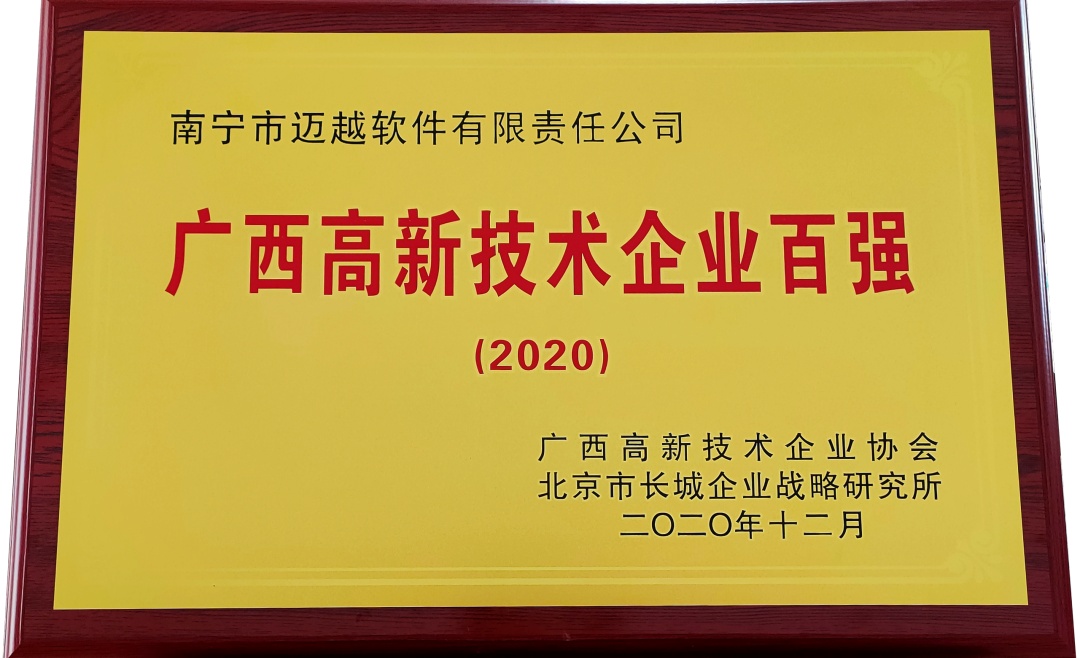 南宁市迈越软件有限责任公司
广西高新技术企业百强
(2020)
广西高新技术企业协会
北京市长城企业战略研究所
二〇二〇年十二月